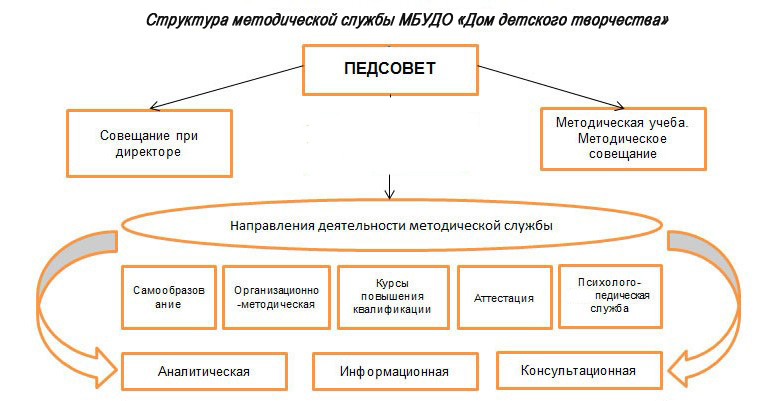 Структура методической службы МБУДО «Дом детского творчества»
ПЕДСОВЕТ
Совещание при
директоре
Методическая учеба.
Методическое
совещание
Направления деятельности методической службы
Самообразов
ание
Организационно
-методическая
Курсы
повышения
квалификации
Аттестация
Психолого-
педическая
служба
Аналитическая
Информационная
Консультационная